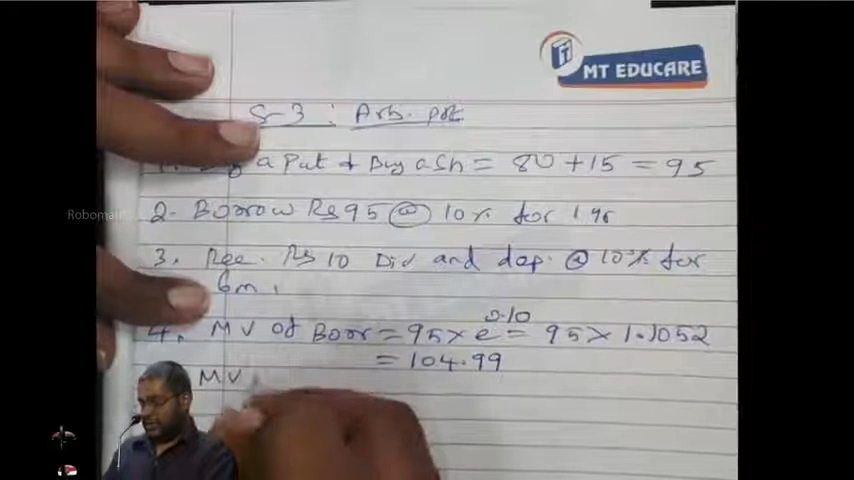 MT EDUCARE
S-3 : Arb. prt
a Put & Buy a Sh = 80 + 15 = 95
2. Borrow Rs 95 @ 10% for 1 yr
3. Rec. Rs 10 Div and dep. @ 10% for
6m.
4. MV of Borr = 95 × e^0.10 = 95 × 1.1052
= 104.99
MV